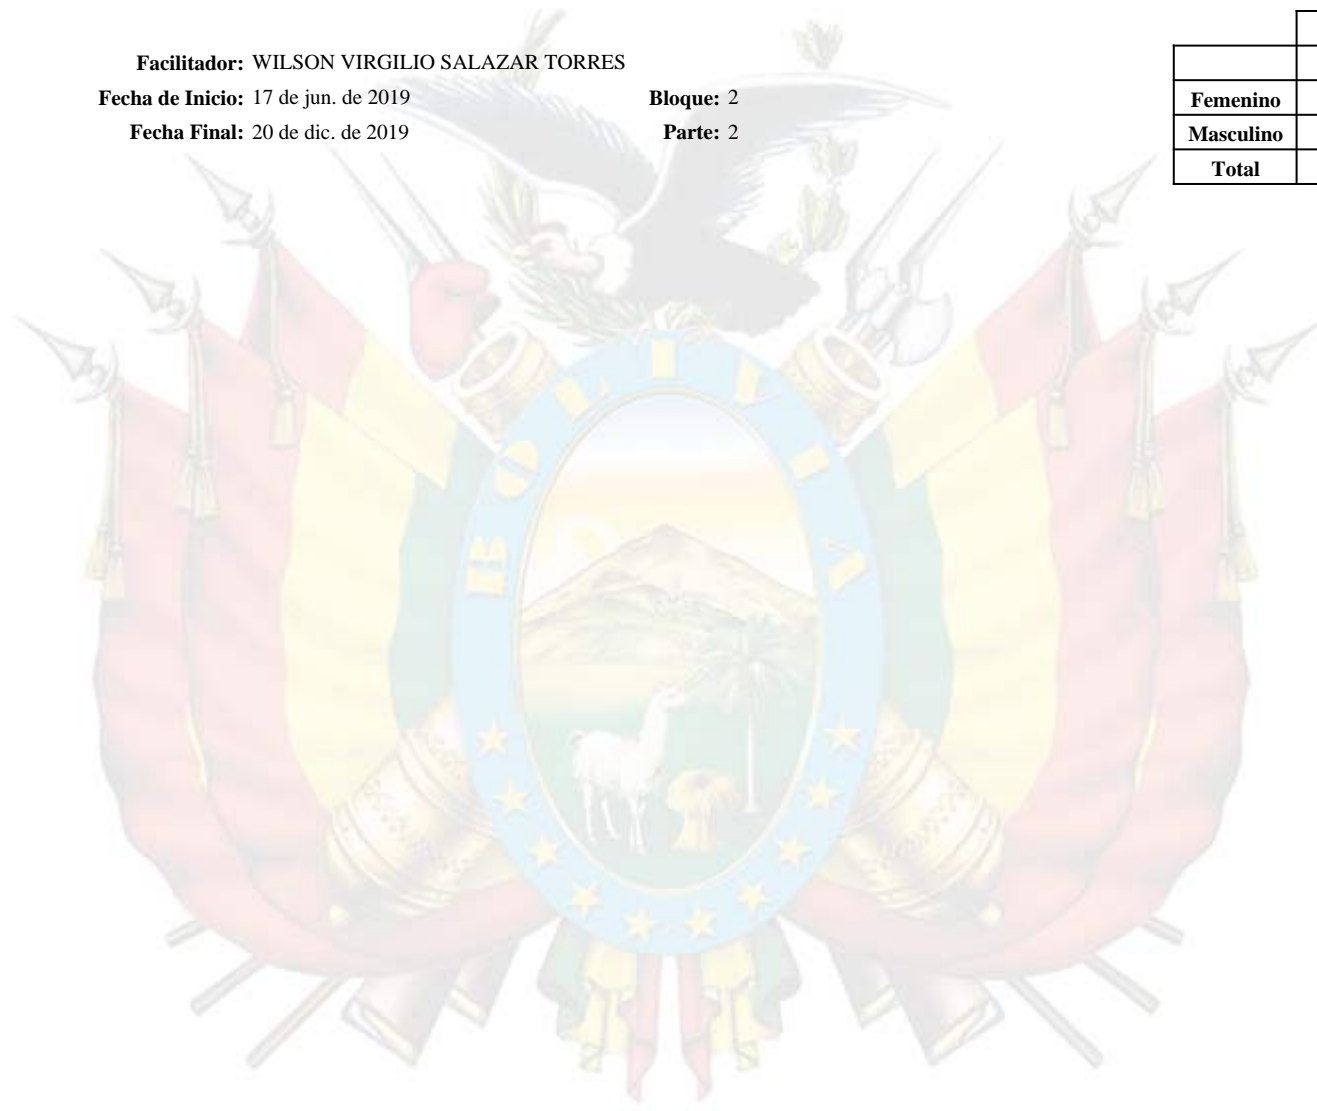 Facilitador: WILSON VIRGILIO SALAZAR TORRES
Fecha de Inicio: 17 de jun. de 2019 Bloque: 2
Fecha Final: 20 de dic. de 2019 Parte: 2
Femenino
Masculino
Total
BOLIVIA